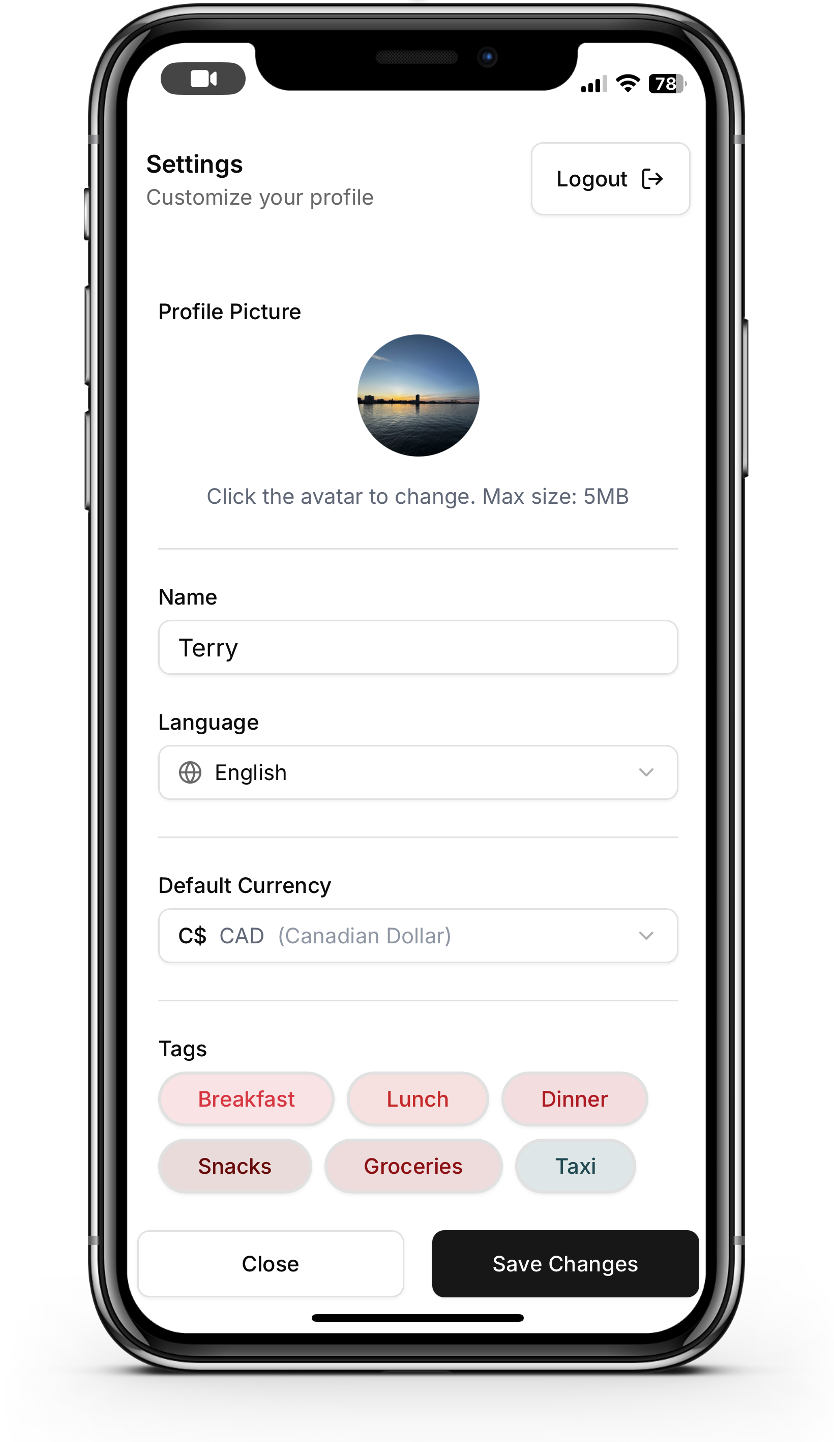 78
Settings
Customize your profile
Logout
Profile Picture
Click the avatar to change. Max size: 5MB
Name
Terry
Language
English
Default Currency
C$ CAD (Canadian Dollar)
Tags
Breakfast Lunch Dinner
Snacks Groceries Taxi
Close Save Changes